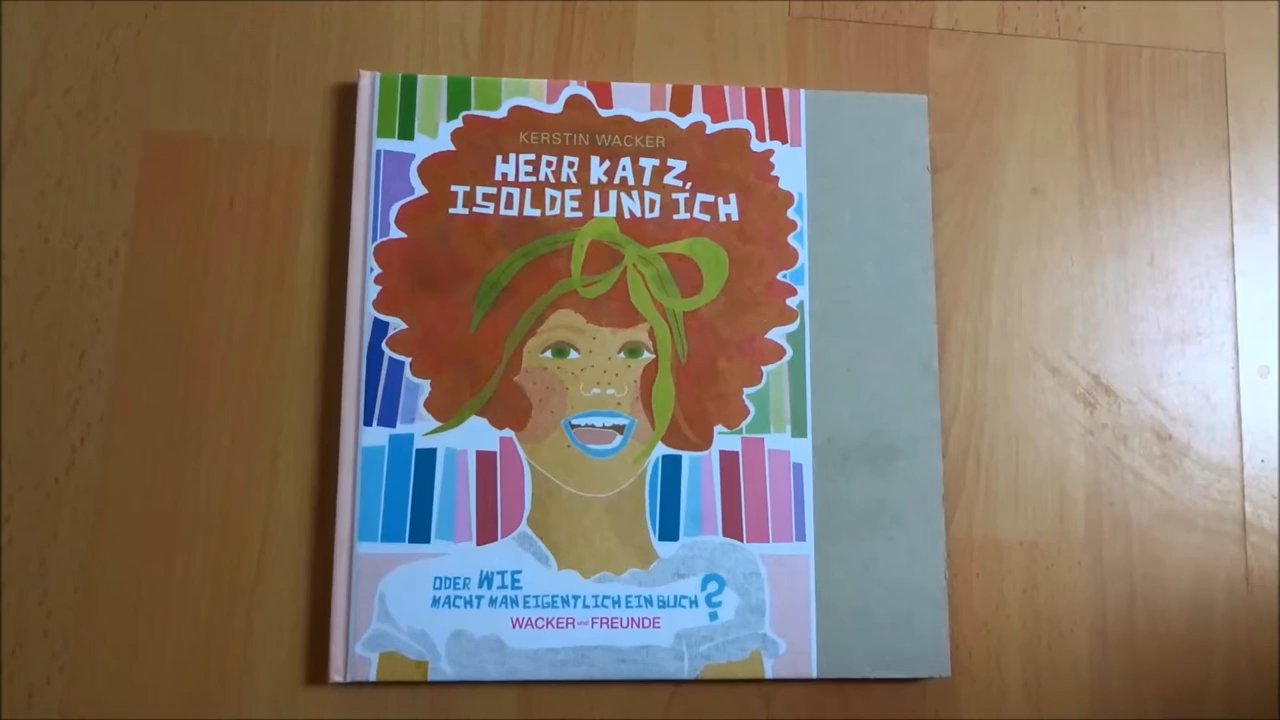 KERSTIN WACKER
HERR KATZ,
ISOLDE UND ICH
ODER WIE
MACHT MAN EIGENTLICH EIN BUCH?
WACKER und FREUNDE